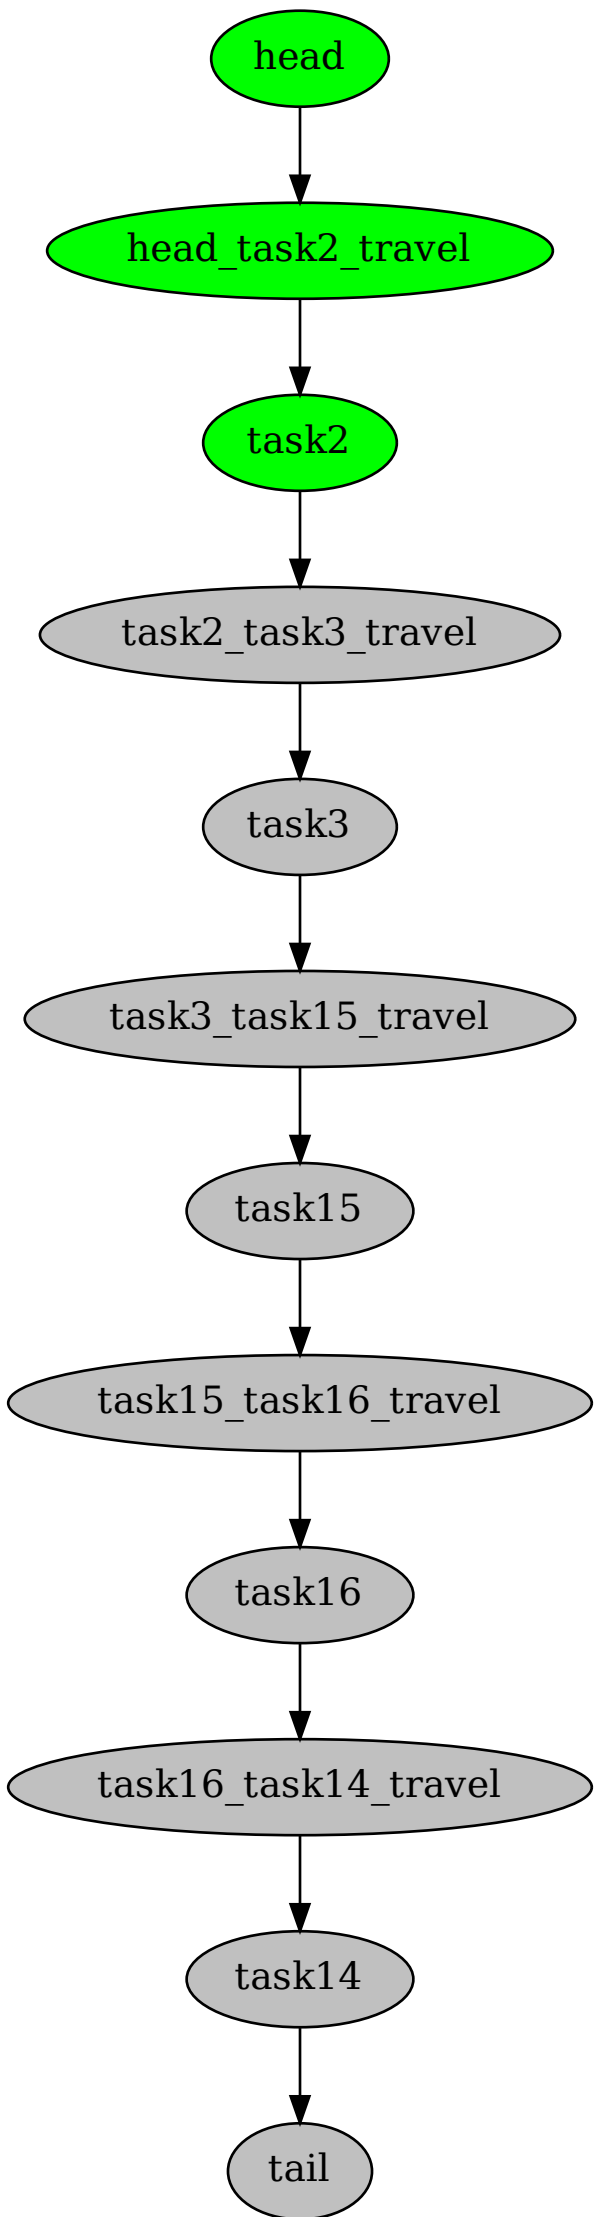 head
head_task2_travel
task2
task2_task3_travel
task3
task3_task15_travel
task15
task15_task16_travel
task16
task16_task14_travel
task14
tail